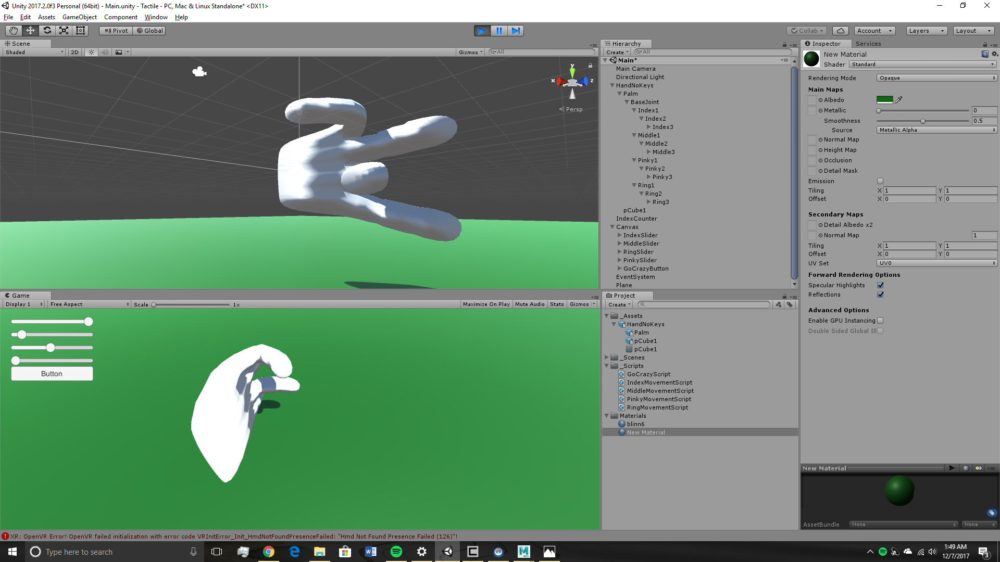 Unity 2017.2.0f3 Personal (64bit) - Main.unity - Tactile - PC, Mac & Linux Standalone* <DX11>
File Edit Assets GameObject Component Window Help
Pivot Global Collab Account Layers Layout
Scene
Shaded 2D Gizmos All
y
x z
Persp
Game
Display 1 Free Aspect Scale 1x Maximize On Play Mute Audio Stats Gizmos
Button
Hierarchy
Create All
Main*
Main Camera
Directional Light
HandNoKeys
Palm
BaseJoint
Index1
Index2
Index3
Middle1
Middle2
Middle3
Pinky1
Pinky2
Pinky3
Ring1
Ring2
Ring3
pCube1
IndexCounter
Canvas
IndexSlider
MiddleSlider
RingSlider
PinkySlider
GoCrazyButton
EventSystem
Plane
Project
Create
_Assets
HandNoKeys
Palm
pCube1
pCube1
_Scenes
_Scripts
GoCrazyScript
IndexMovementScript
MiddleMovementScript
PinkyMovementScript
RingMovementScript
Materials
blinn6
New Material
Inspector Services
New Material
Shader Standard
Rendering Mode Opaque
Main Maps
Albedo
Metallic 0
Smoothness 0.5
Source Metallic Alpha
Normal Map
Height Map
Occlusion
Detail Mask
Emission
Tiling X 1 Y 1
Offset X 0 Y 0
Secondary Maps
Detail Albedo x2
Normal Map 1
Tiling X 1 Y 1
Offset X 0 Y 0
UV Set UV0
Forward Rendering Options
Specular Highlights
Reflections
Advanced Options
Enable GPU Instancing
Double Sided Global Ill
New Material
AssetBundle None None
XR: OpenVR Error! OpenVR failed initialization with error code VRInitError_Init_HmdNotFoundPresenceFailed: "Hmd Not Found Presence Failed (126)"!
Type here to search
1:49 AM
12/7/2017
3